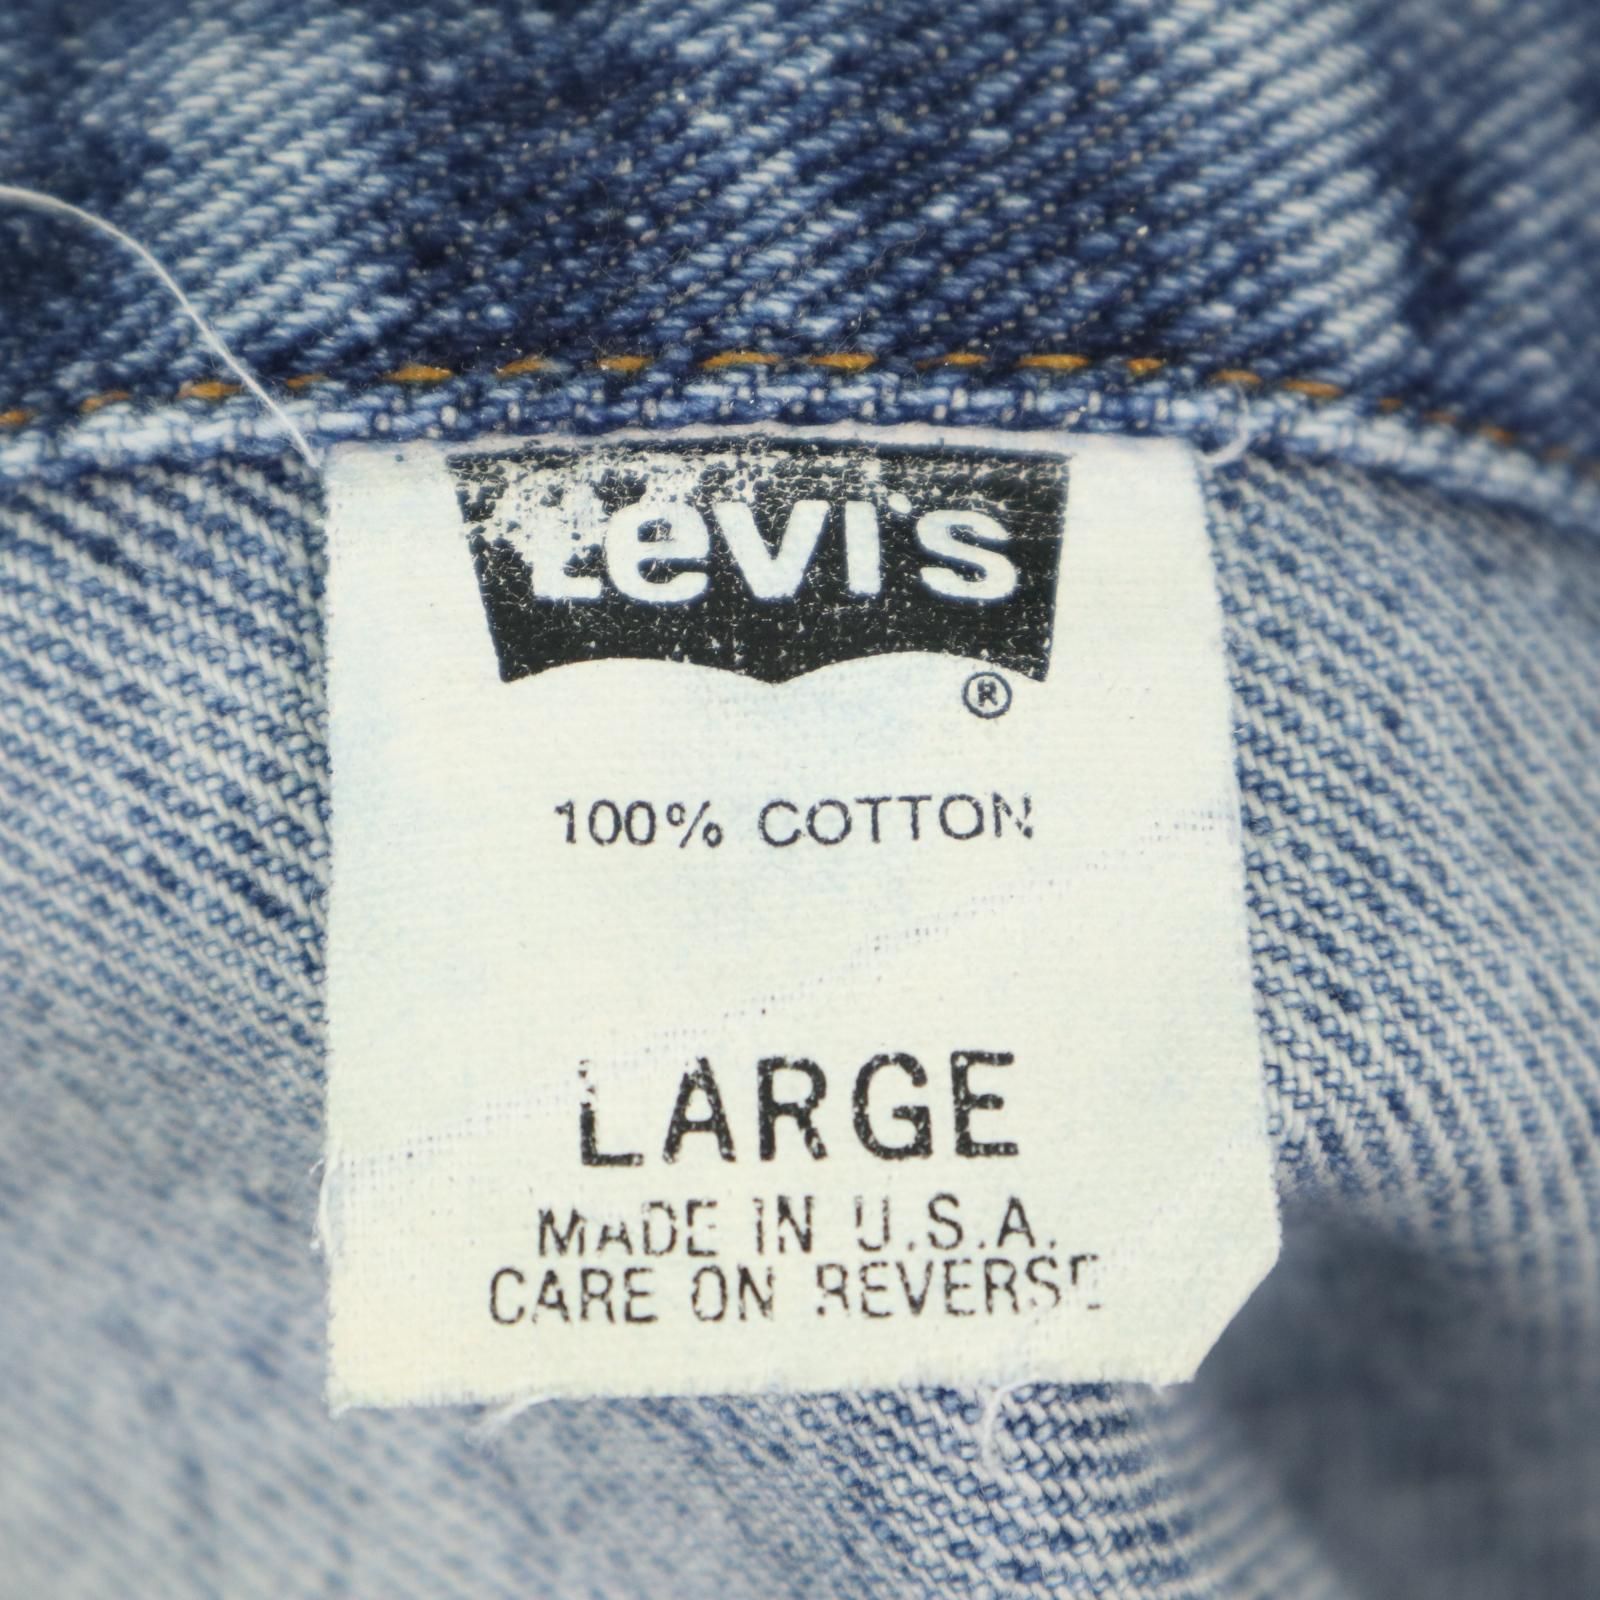 Levi's
®
100% COTTON
LARGE
MADE IN U.S.A.
CARE ON REVERSE